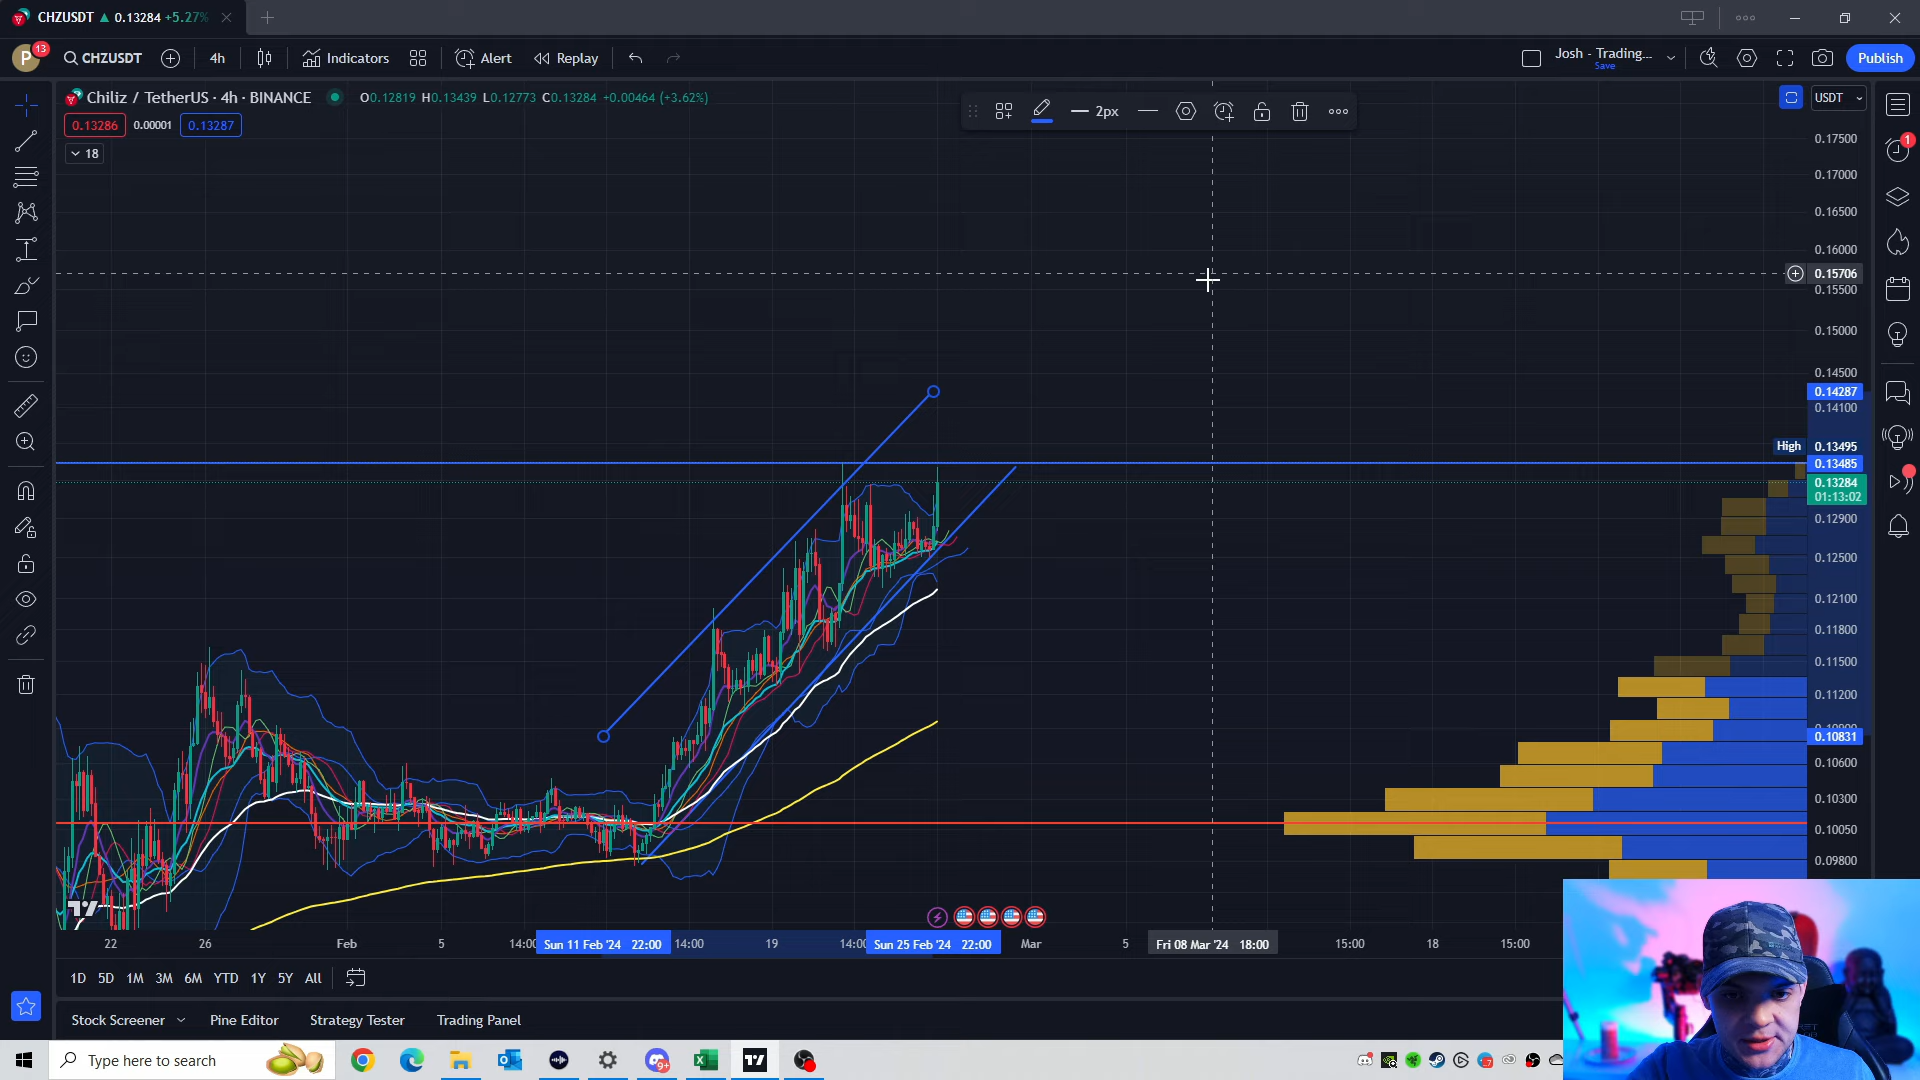 CHZUSDT ▲ 0.13284 +5.27%
P 13 CHZUSDT 4h Indicators Alert Replay Josh - Trading... Save Publish
Chiliz / TetherUS · 4h · BINANCE O0.12819 H0.13439 L0.12773 C0.13284 +0.00464 (+3.62%)
USDT
2px
0.13286 0.00001 0.13287
18
0.17500
1
0.17000
0.16500
0.16000
0.15706
0.15500
0.15000
0.14500
0.14287
0.14100
High 0.13495
0.13485
0.13284
01:13:02
0.12900
0.12500
0.12100
0.11800
0.11500
0.11200
0.10831
0.10600
0.10300
0.10050
0.09800
22 26 Feb 5 14:00 Sun 11 Feb '24 22:00 14:00 19 14:00 Sun 25 Feb '24 22:00 Mar 5 Fri 08 Mar '24 18:00 15:00 18 15:00
1D 5D 1M 3M 6M YTD 1Y 5Y All
Stock Screener Pine Editor Strategy Tester Trading Panel
Type here to search 9+